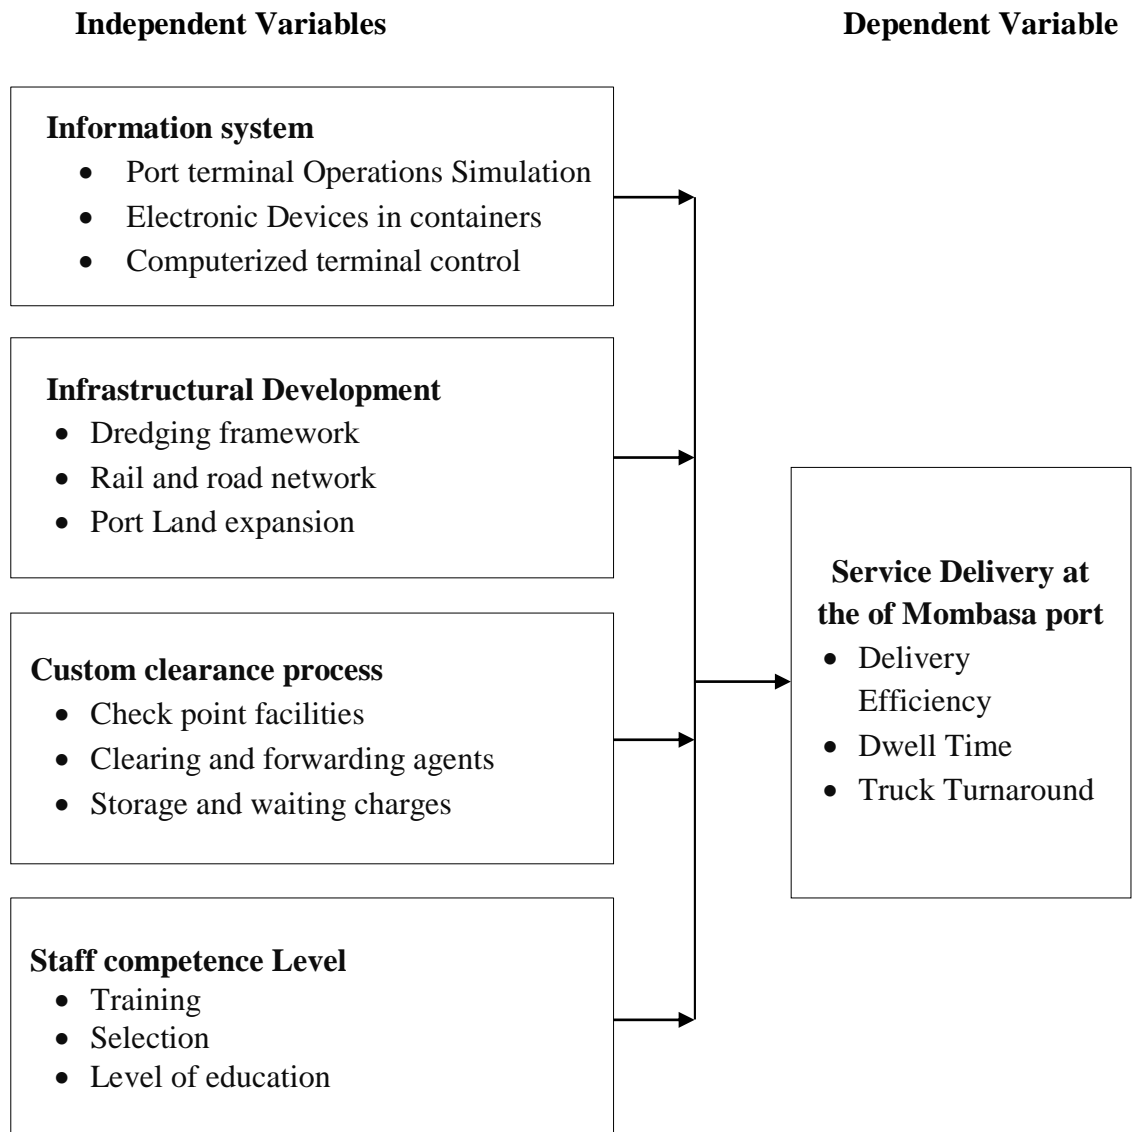 Independent Variables
Dependent Variable
Information system
• Port terminal Operations Simulation
• Electronic Devices in containers
• Computerized terminal control
Infrastructural Development
• Dredging framework
• Rail and road network
• Port Land expansion
Custom clearance process
• Check point facilities
• Clearing and forwarding agents
• Storage and waiting charges
Staff competence Level
• Training
• Selection
• Level of education
Service Delivery at
the of Mombasa port
• Delivery
Efficiency
• Dwell Time
• Truck Turnaround